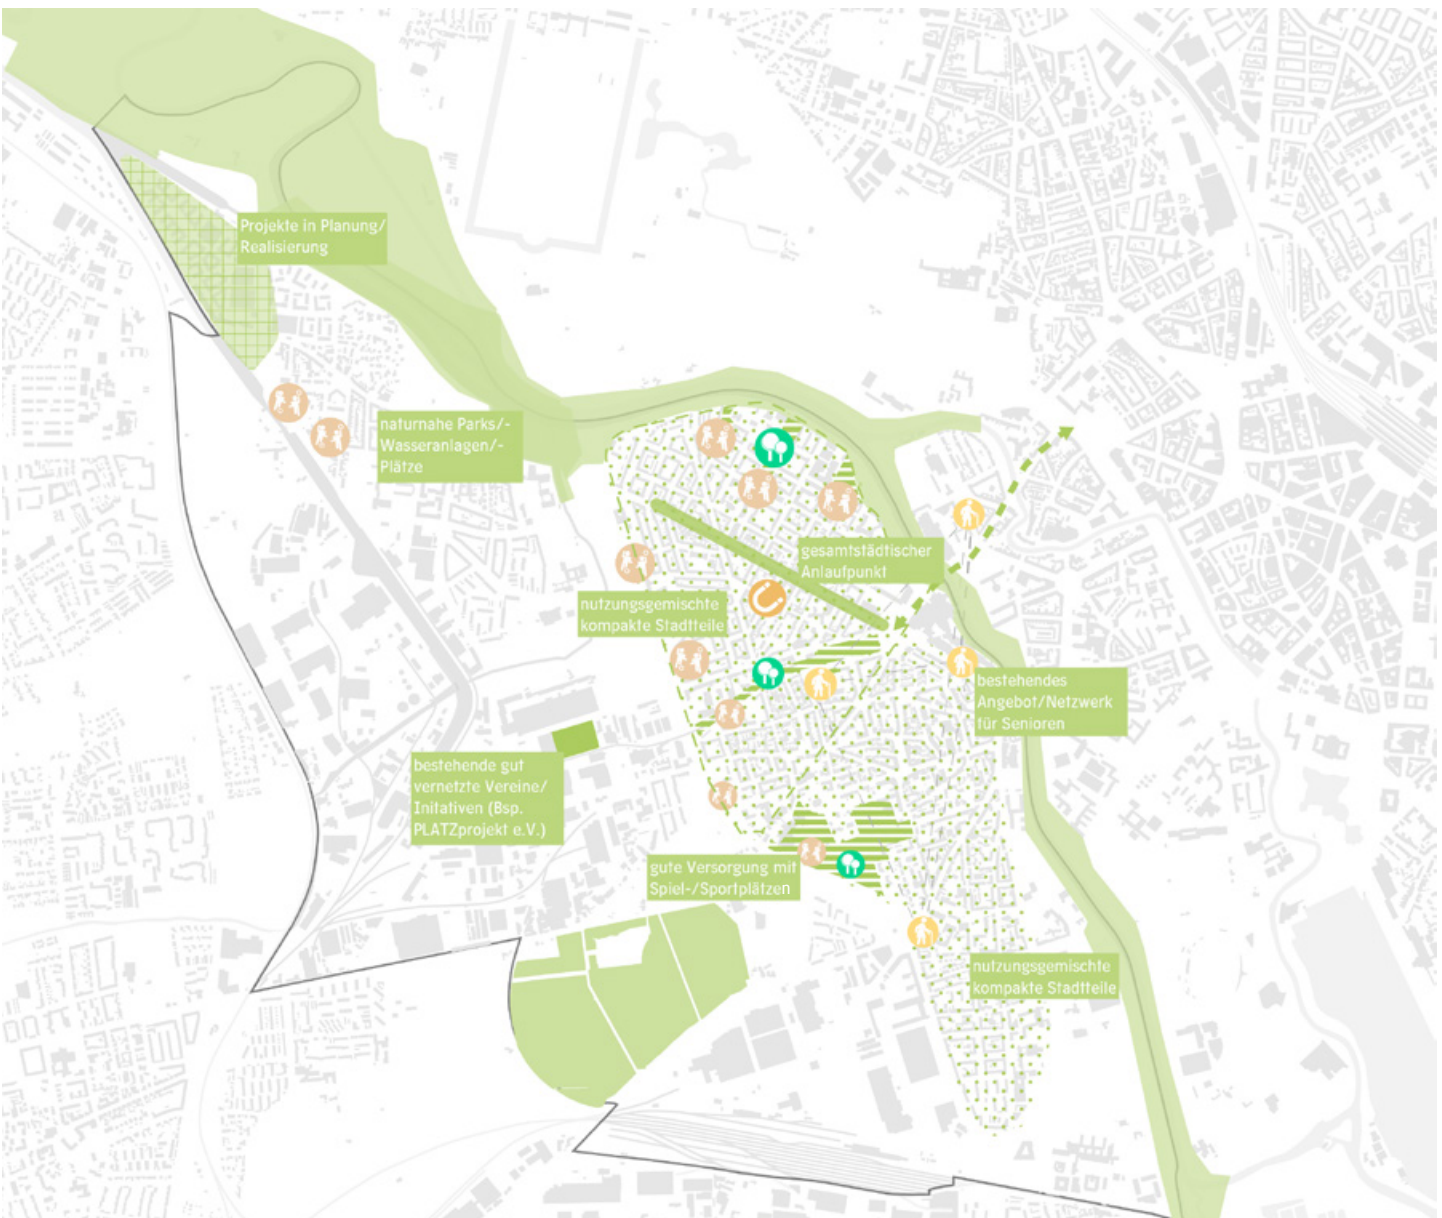 Projekte in Planung/
Realisierung
naturnahe Parks/-
Wasseranlagen/-
Plätze
gesamtstädtischer
Anlaufpunkt
nutzungsgemischte
kompakte Stadtteile
bestehendes
Angebot/Netzwerk
für Senioren
bestehende gut
vernetzte Vereine/
Initativen (Bsp.
PLATZprojekt e.V.)
gute Versorgung mit
Spiel-/Sportplätzen
nutzungsgemischte
kompakte Stadtteile